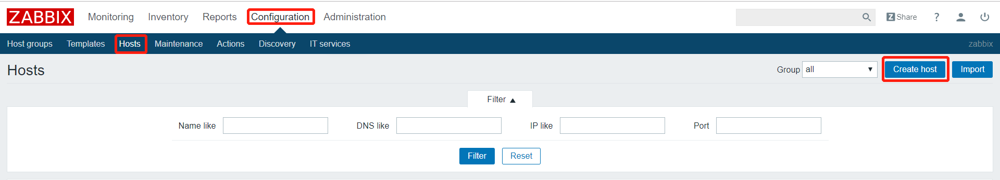 ZABBIX Monitoring Inventory Reports Configuration Administration Z Share ?
Host groups Templates Hosts Maintenance Actions Discovery IT services zabbix
Hosts Group all Create host Import
Filter
Name like DNS like IP like Port
Filter Reset